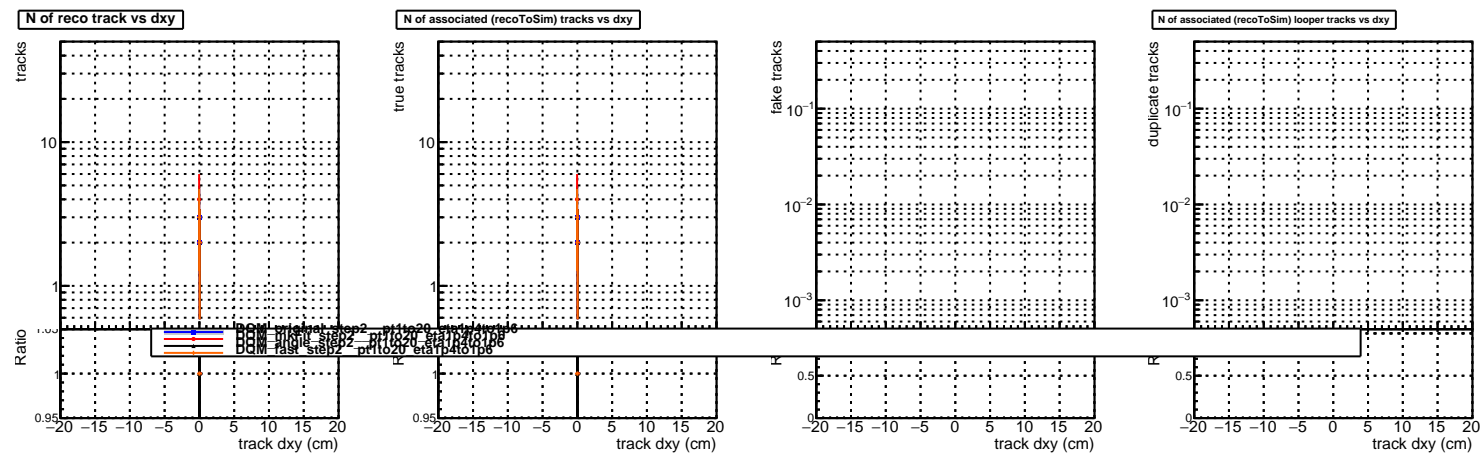 N of reco track vs dxy
N of associated (recoToSim) tracks vs dxy
N of associated (recoToSim) looper tracks vs dxy
tracks
10
1
true tracks
10
1
fake tracks
10−1
10−2
10−3
duplicate tracks
10−1
10−2
10−3
DQM_original_step2__pt1to20_eta1p4to1p6
DQM_angle_step2__pt1to20_eta1p4to1p6
DQM_fast_step2__pt1to20_eta1p4to1p6
Ratio
1
0.95
1
0.95
0.5
0
0.5
0
−20 −15 −10 −5 0 5 10 15 20
track dxy (cm)
−20 −15 −10 −5 0 5 10 15 20
track dxy (cm)
−20 −15 −10 −5 0 5 10 15 20
track dxy (cm)
−20 −15 −10 −5 0 5 10 15 20
track dxy (cm)